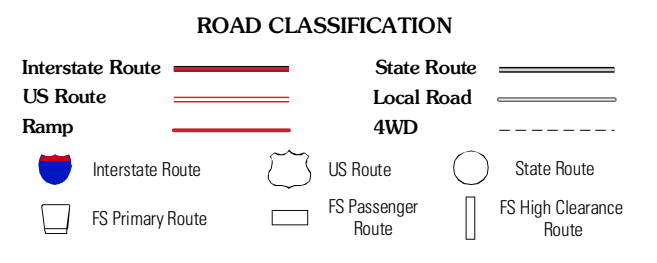 ROAD CLASSIFICATION
Interstate Route
State Route
US Route
Local Road
Ramp
4WD
Interstate Route
US Route
State Route
FS Primary Route
FS Passenger
Route
FS High Clearance
Route